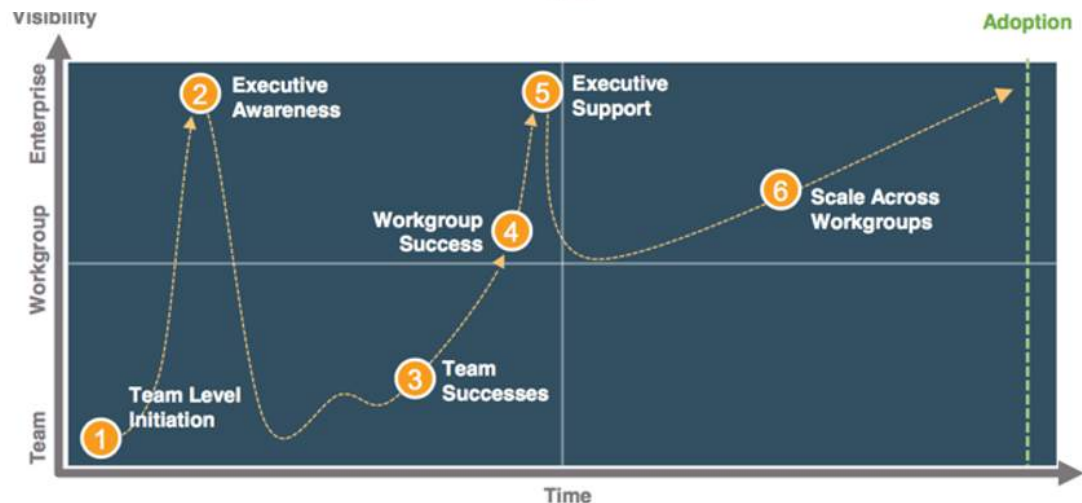 Visibility
Adoption
Enterprise
Workgroup
Team
2
Executive
Awareness
5
Executive
Support
6
Scale Across
Workgroups
Workgroup
Success
4
3
Team
Successes
Team Level
Initiation
1
Time